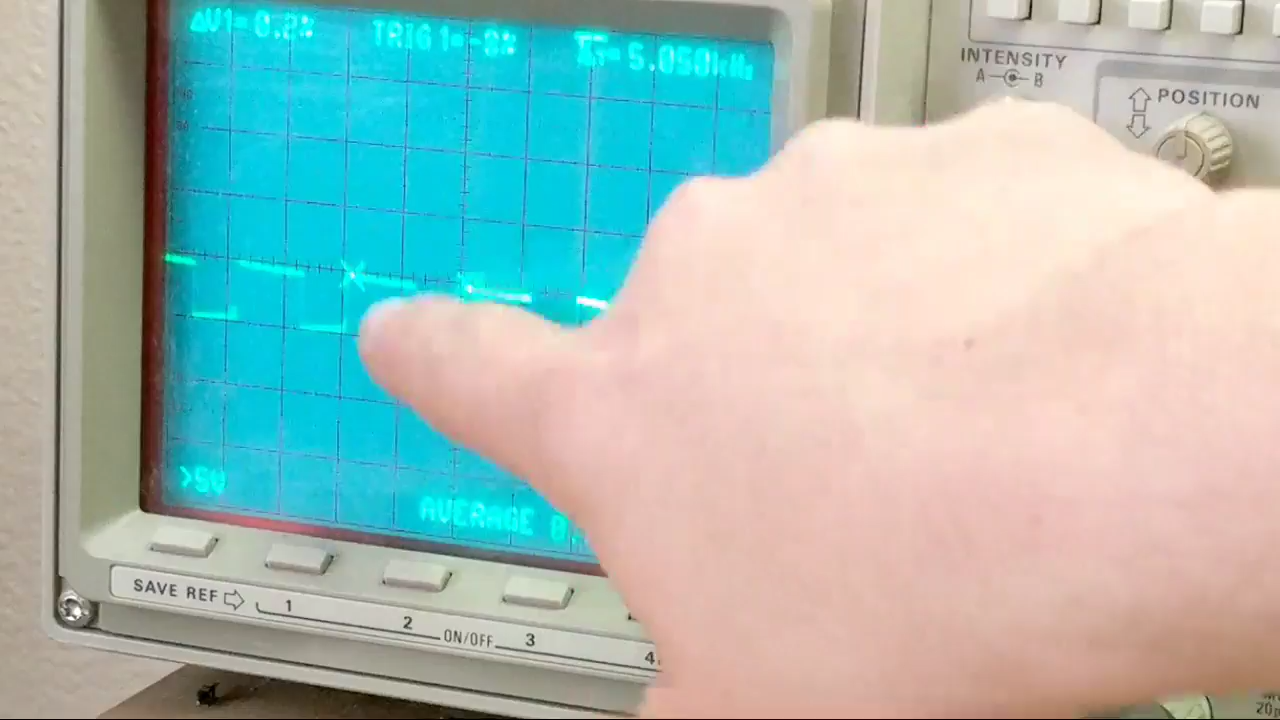 ΔV1= 0.2% TRIG 1= -8% = 5.050kHz
INTENSITY
A B
POSITION
>5V
AVERAGE
SAVE REF 1 2 ON/OFF 3 4